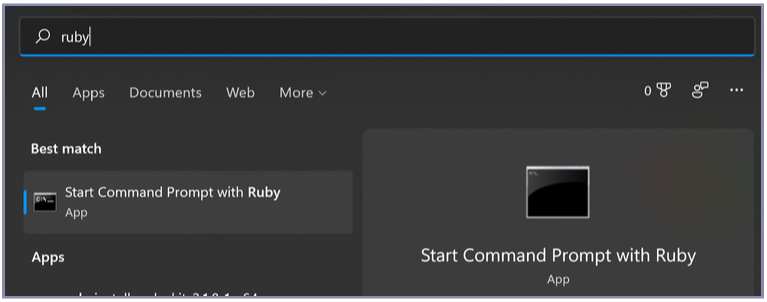 ruby
All Apps Documents Web More 0
Best match
Start Command Prompt with Ruby
App
Apps
Start Command Prompt with Ruby
App